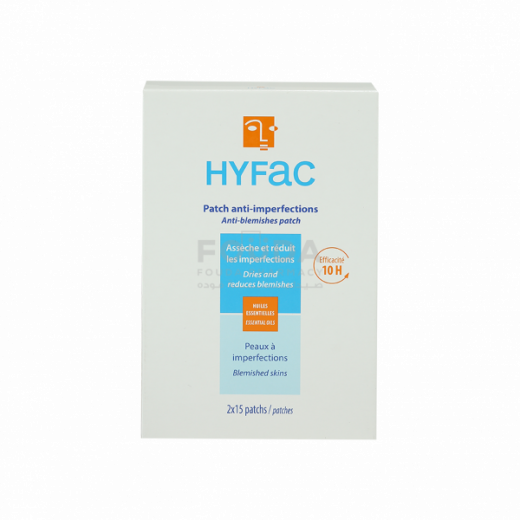 HYFac
Patch anti-imperfections
Anti-blemishes patch
Assèche et réduit
les imperfections
Dries and
reduces blemishes
Efficacité
10 H
HUILES
ESSENTIELLES
ESSENTIAL OILS
Peaux à
imperfections
Blemished skins
2x15 patchs / patches